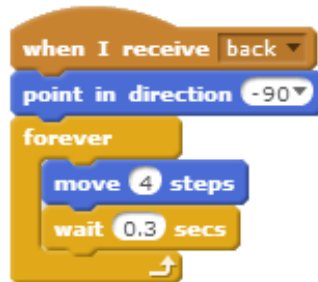 when I receive back
point in direction -90
forever
move 4 steps
wait 0.3 secs